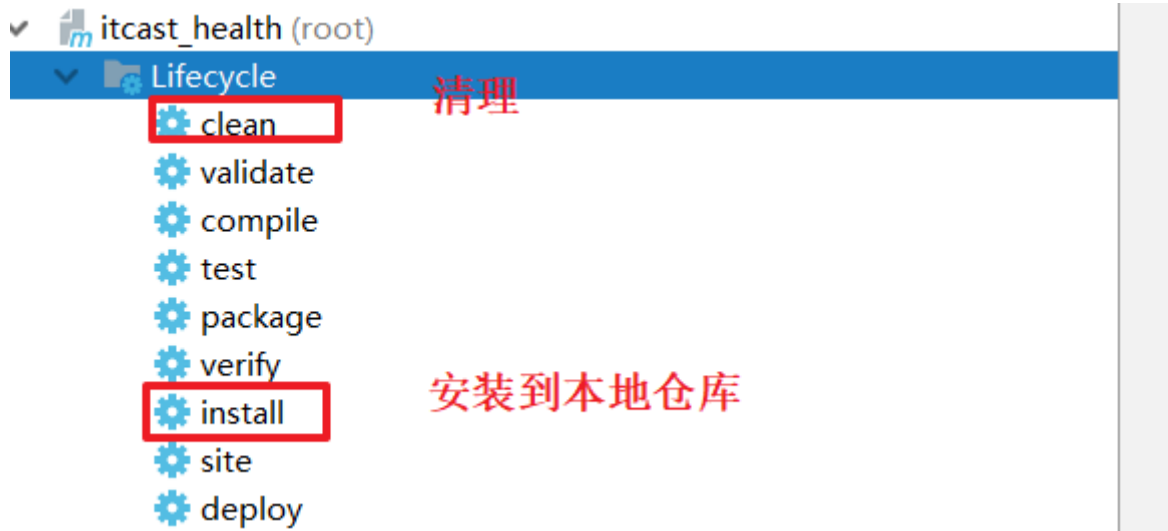 itcast_health (root)
Lifecycle
清理
clean
validate
compile
test
package
verify
安装到本地仓库
install
site
deploy